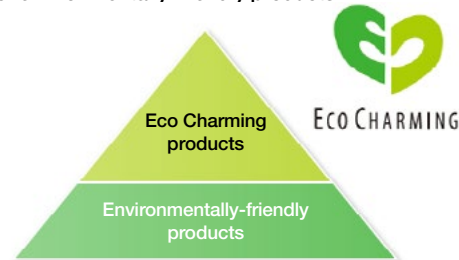 ECO CHARMING
Eco Charming
products
Environmentally-friendly
products